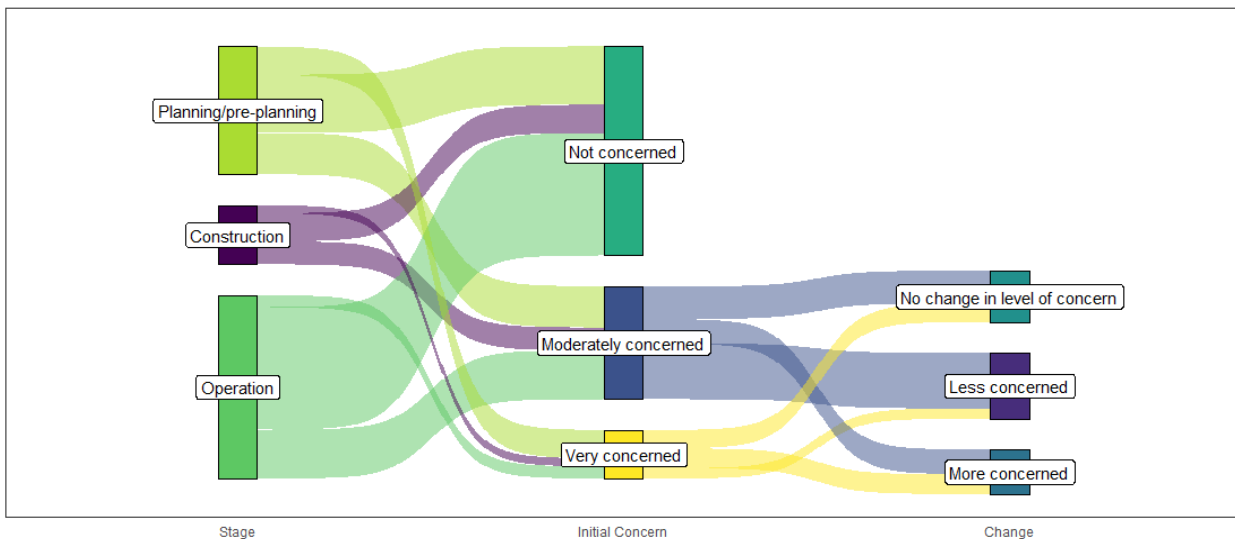 Planning/pre-planning
Construction
Operation
Not concerned
Moderately concerned
Very concerned
No change in level of concern
Less concerned
More concerned
Stage
Initial Concern
Change